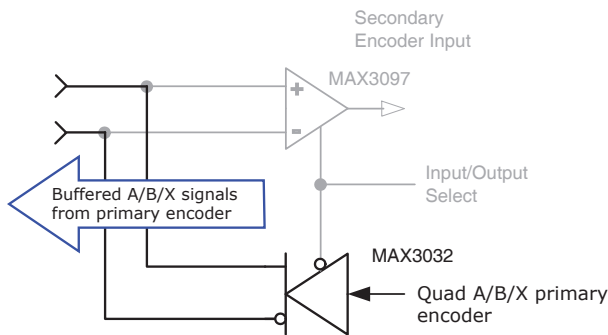 Secondary
Encoder Input
MAX3097
+
-
Buffered A/B/X signals
from primary encoder
Input/Output
Select
MAX3032
Quad A/B/X primary
encoder